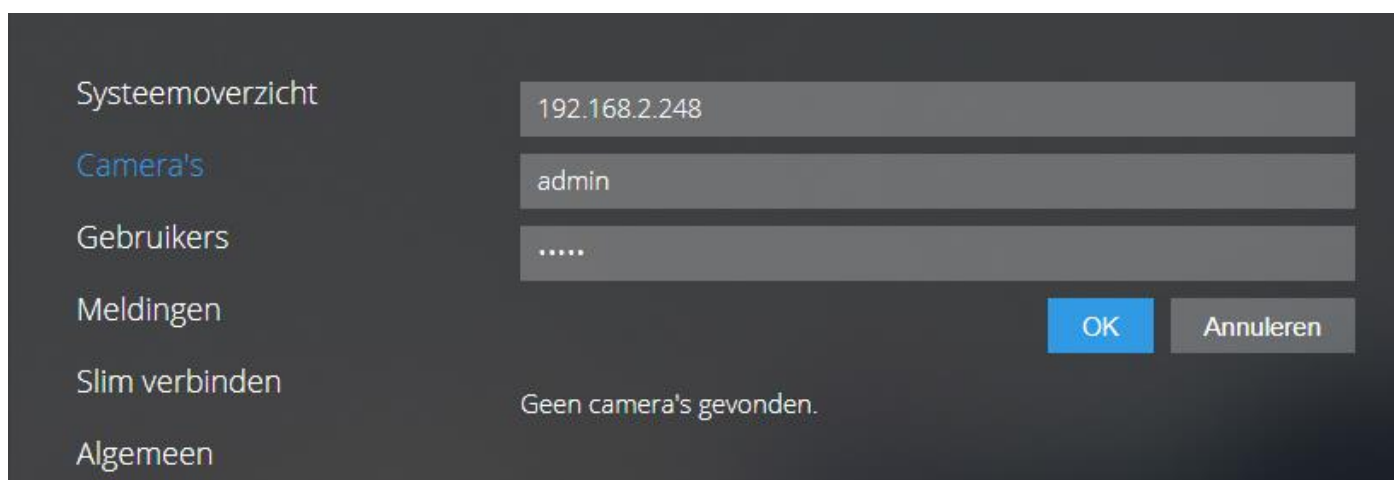 Systeemoverzicht
Camera's
Gebruikers
Meldingen
Slim verbinden
Algemeen
192.168.2.248
admin
•••••
OK
Annuleren
Geen camera's gevonden.